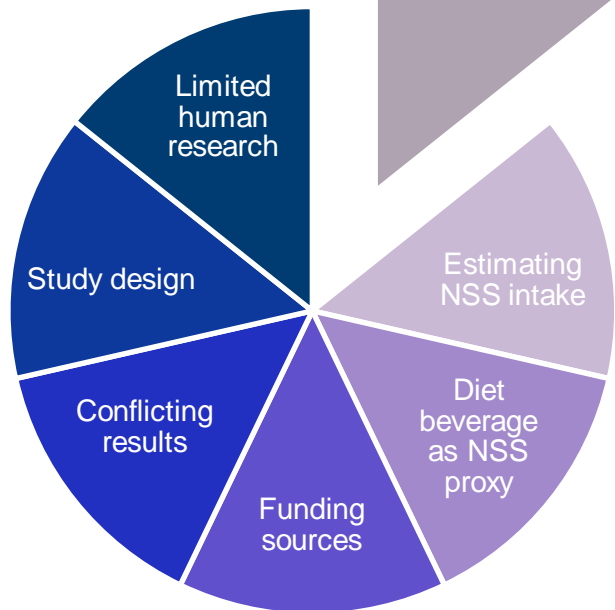 Limited
human
research
Estimating
NSS intake
Study design
Diet
beverage
as NSS
proxy
Conflicting
results
Funding
sources